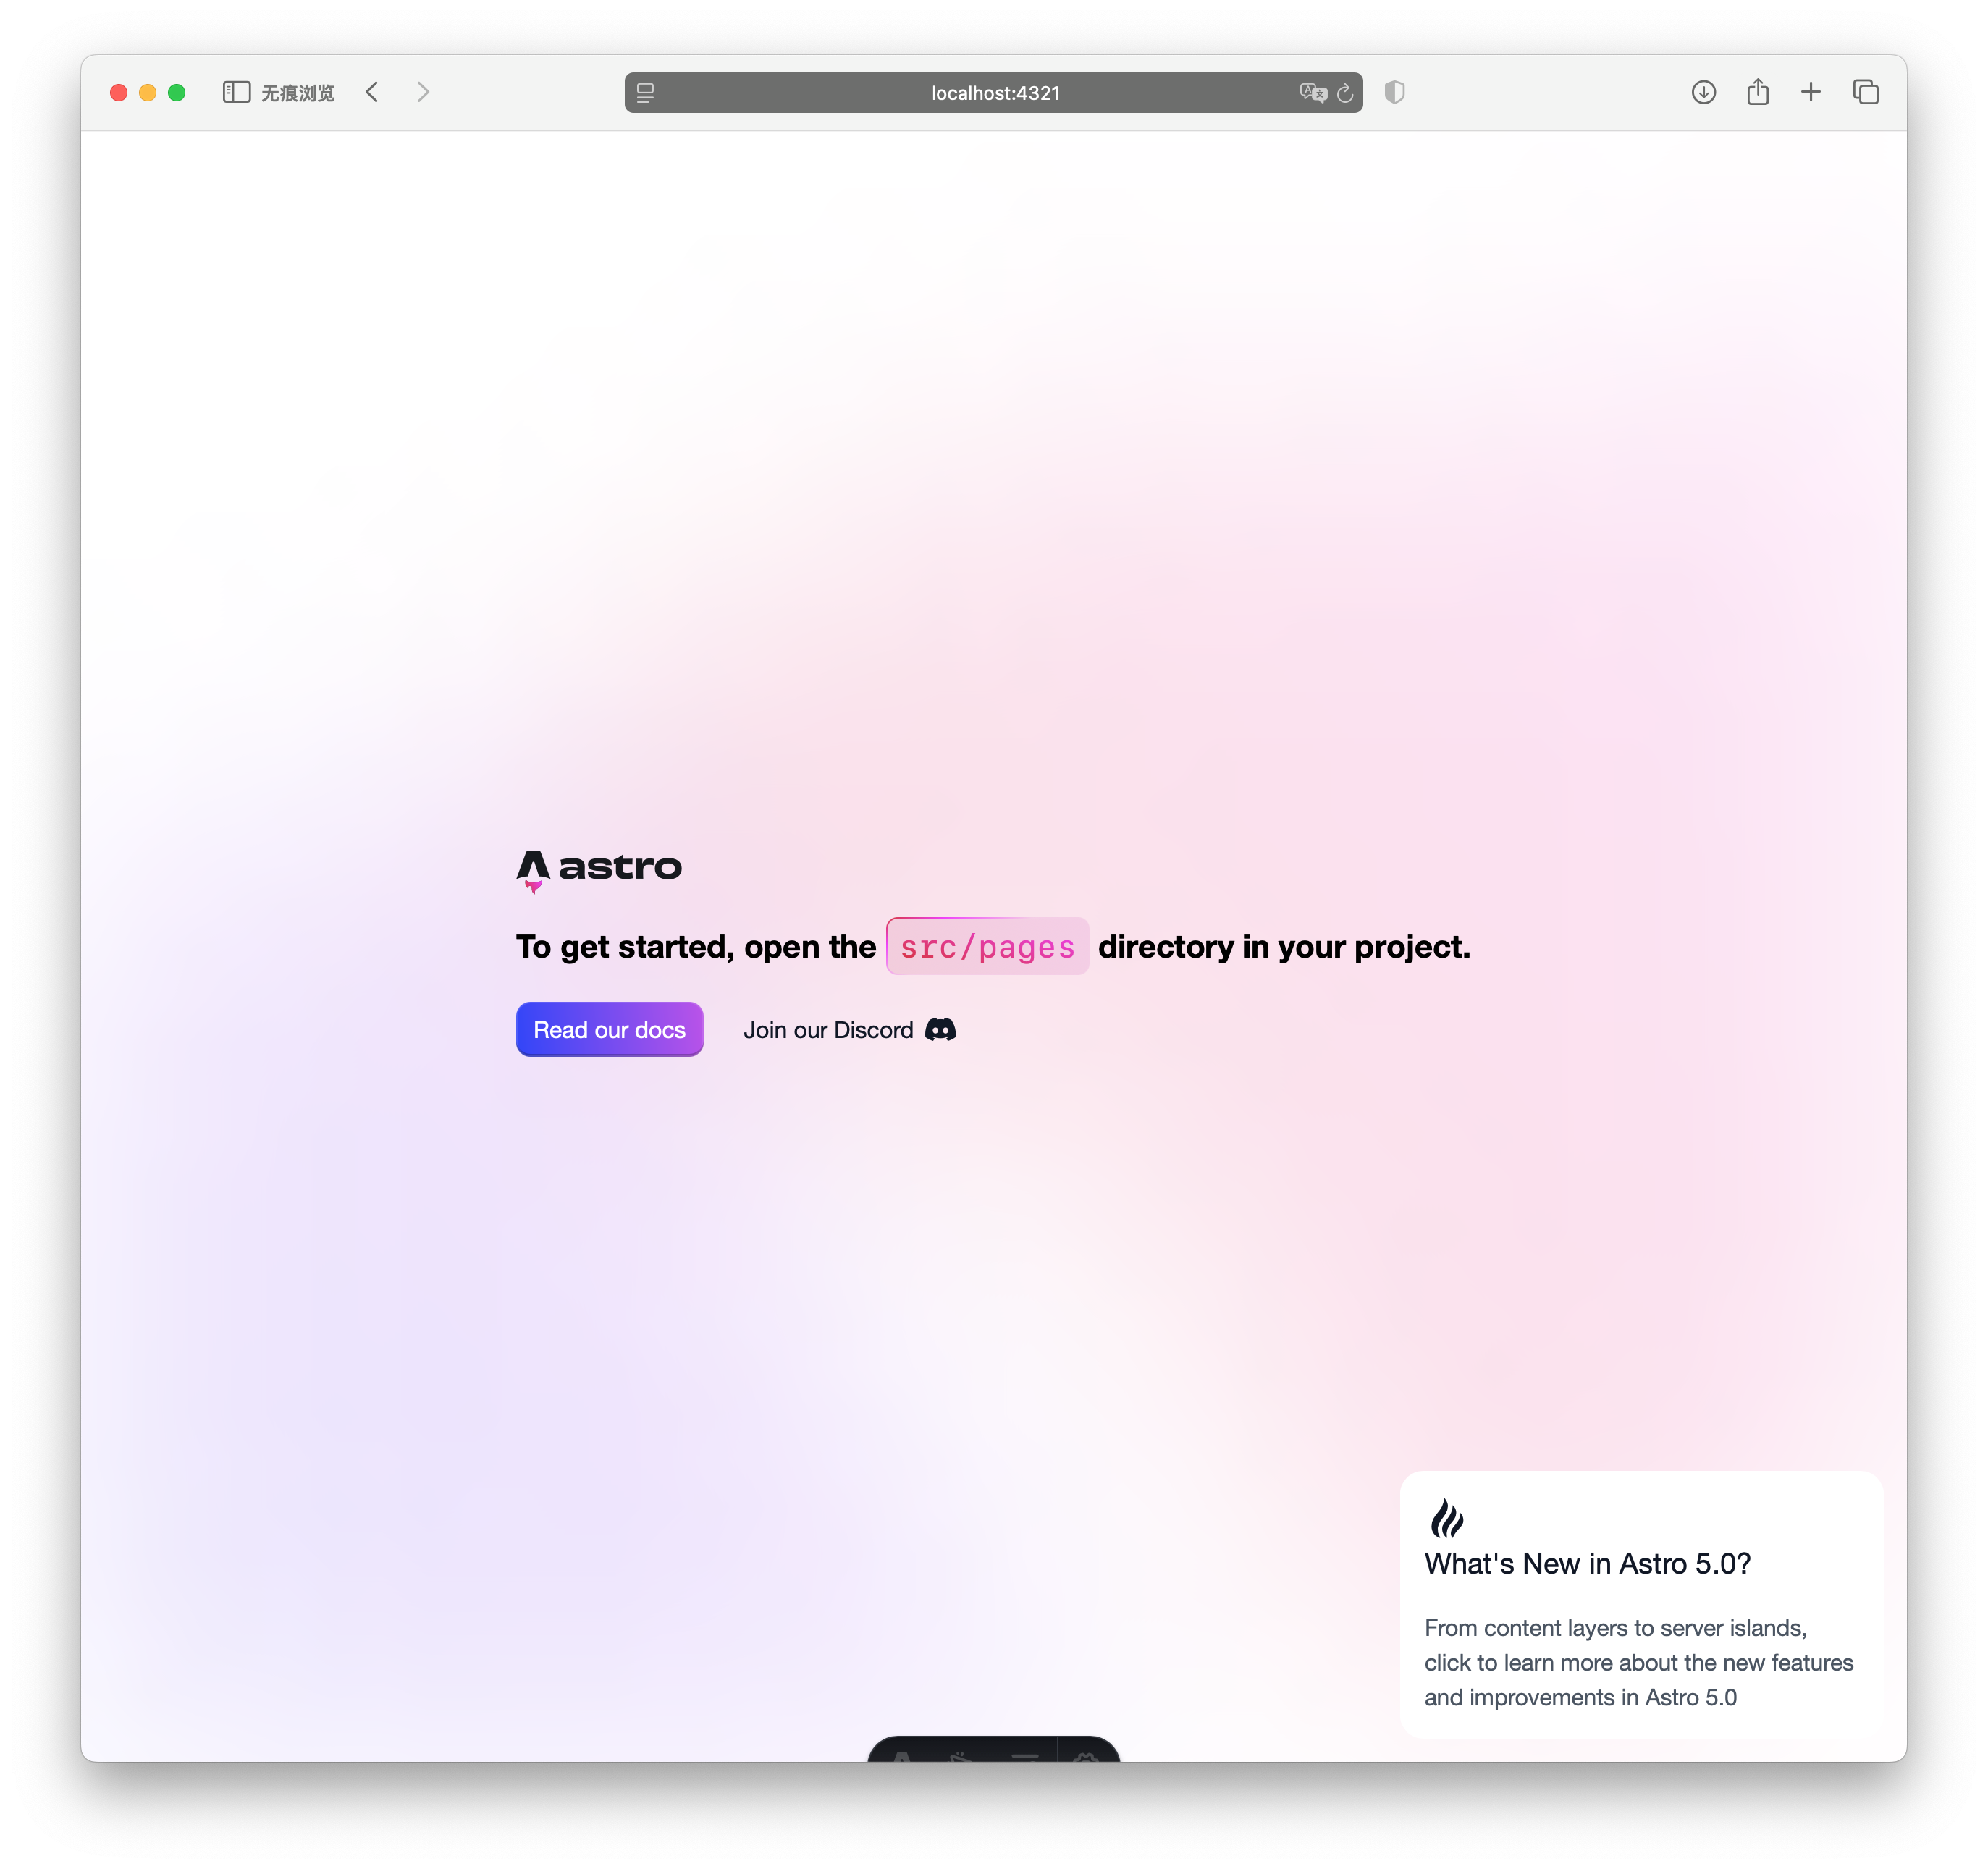 无痕浏览
localhost:4321
astro
To get started, open the src/pages directory in your project.
Read our docs
Join our Discord
What's New in Astro 5.0?
From content layers to server islands,
click to learn more about the new features
and improvements in Astro 5.0